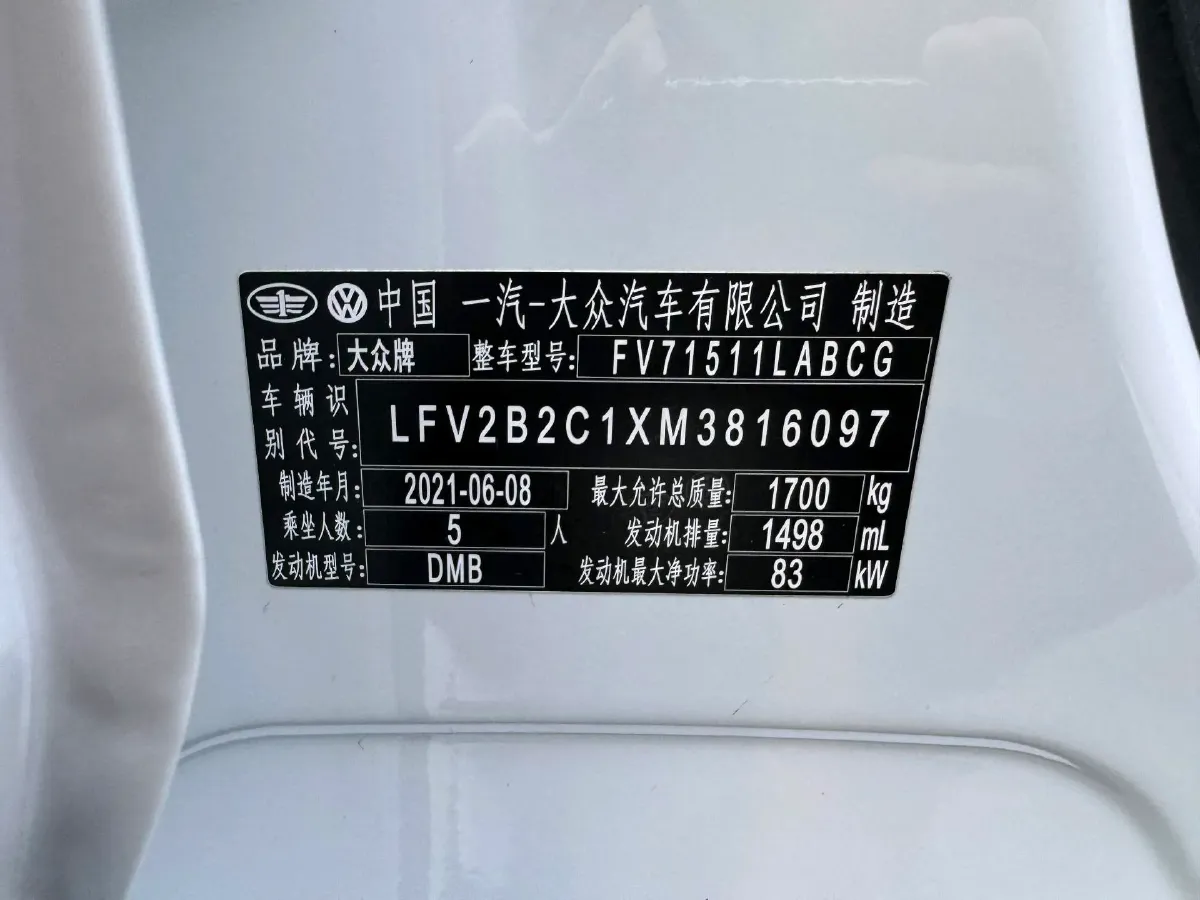 中国 一汽-大众汽车有限公司 制造
品牌: 大众牌 整车型号: FV71511LABCG
车辆识别代号: LFV2B2C1XM3816097
制造年月: 2021-06-08 最大允许总质量: 1700 kg
乘坐人数: 5 人 发动机排量: 1498 mL
发动机型号: DMB 发动机最大净功率: 83 kW